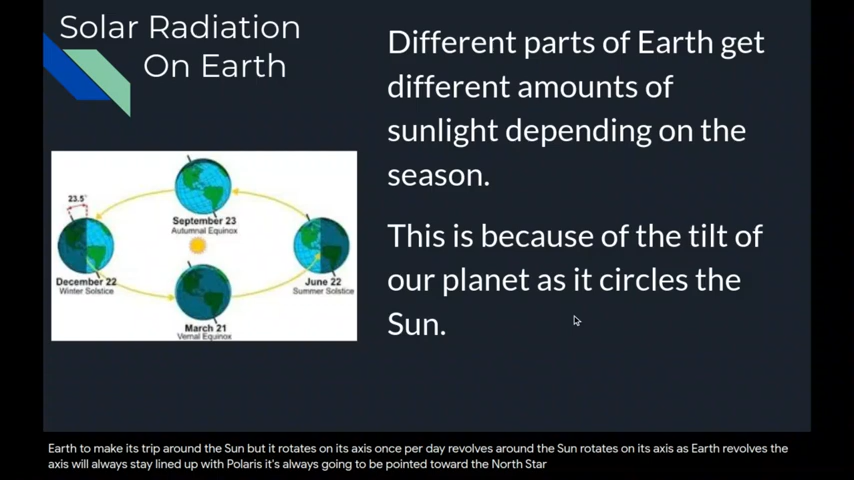 Solar Radiation
On Earth
Different parts of Earth get
different amounts of
sunlight depending on the
season.
This is because of the tilt of
our planet as it circles the
Sun.
23.5°
September 23
Autumnal Equinox
December 22
Winter Solstice
June 22
Summer Solstice
March 21
Vernal Equinox
Earth to make its trip around the Sun but it rotates on its axis once per day revolves around the Sun rotates on its axis as Earth revolves the
axis will always stay lined up with Polaris it's always going to be pointed toward the North Star